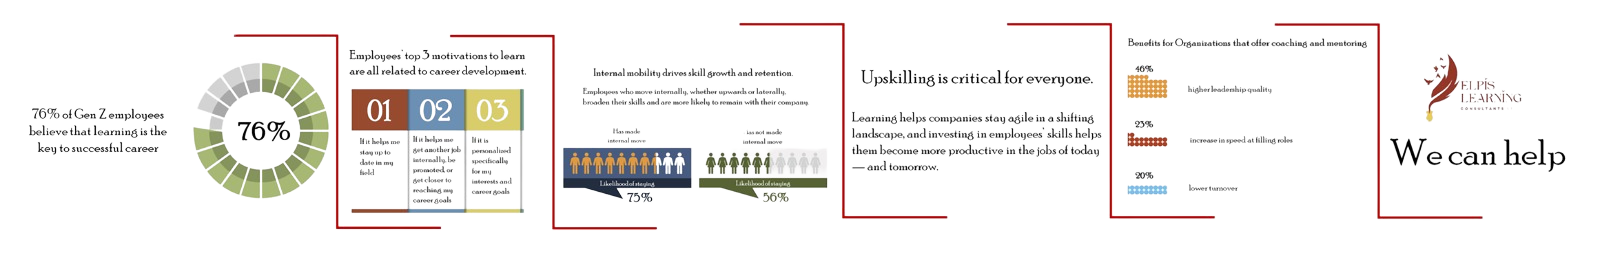 76% of Gen Z employees
believe that learning is the
key to successful career
76%
Employees' top 3 motivations to learn
are all related to career development.
01
If it helps me
stay up to
date in my
field
02
If it helps me
get another job
internally, be
promoted, or
get closer to
reaching my
career goals
03
If it is
personalized
specifically
for my
interests and
career goals
Internal mobility drives skill growth and retention.
Employees who move internally, whether upwards or laterally,
broaden their skills and are more likely to remain with their company.
Has made
internal move
Likelihood of staying
75%
has not made
internal move
Likelihood of staying
56%
Upskilling is critical for everyone.
Learning helps companies stay agile in a shifting
landscape, and investing in employees' skills helps
them become more productive in the jobs of today
— and tomorrow.
Benefits for Organizations that offer coaching and mentoring
46%
higher leadership quality
23%
increase in speed at filling roles
20%
lower turnover
ELPIS
LEARNING
CONSULTANTS
We can help